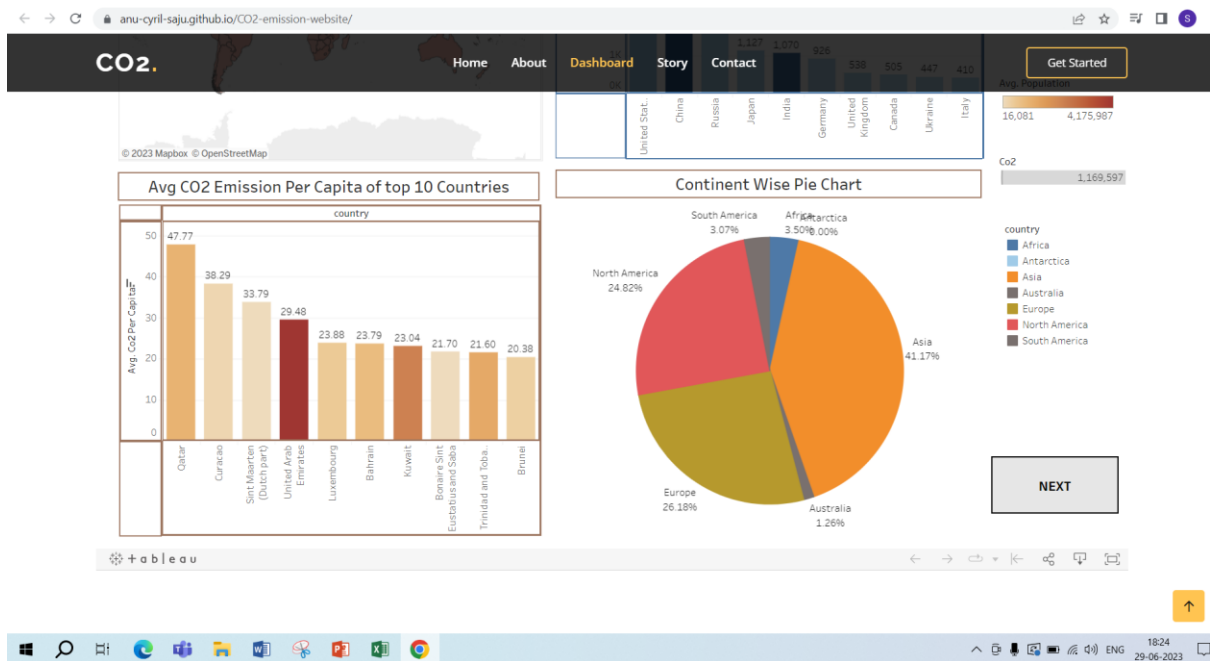 anu-cyril-saju.github.io/CO2-emission-website/
S
CO2.
Home About Dashboard Story Contact
Get Started
1K
0K
1,127 1,070 926 538 505 447 410
United Stat..
China
Russia
Japan
India
Germany
United
Kingdom
Canada
Ukraine
Italy
Avg. Population
16,081 4,175,987
Co2
1,169,597
© 2023 Mapbox © OpenStreetMap
Avg CO2 Emission Per Capita of top 10 Countries
country
Avg. Co2 Per Capita
50
40
30
20
10
0
47.77
38.29
33.79
29.48
23.88
23.79
23.04
21.70
21.60
20.38
Qatar
Curacao
Sint Maarten
(Dutch part)
United Arab
Emirates
Luxembourg
Bahrain
Kuwait
Bonaire Sint
Eustatius and Saba
Trinidad and Toba..
Brunei
Continent Wise Pie Chart
South America
3.07%
Africa
3.50%
Antarctica
0.00%
North America
24.82%
Asia
41.17%
Europe
26.18%
Australia
1.26%
country
Africa
Antarctica
Asia
Australia
Europe
North America
South America
NEXT
+ableau
ENG
18:24
29-06-2023